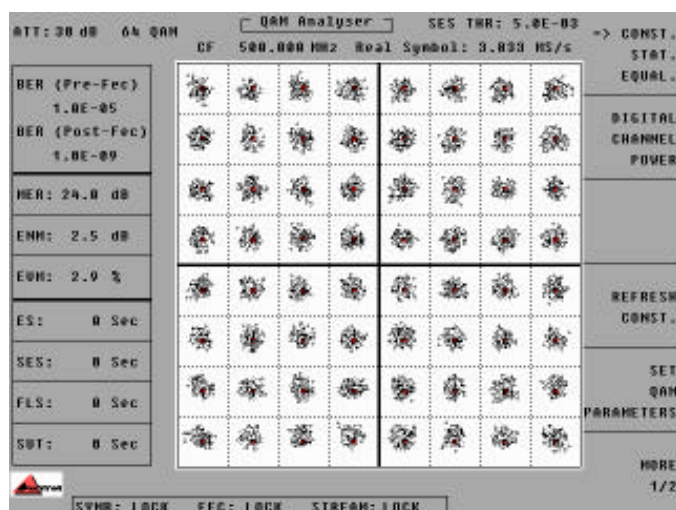 ATT: 30 dB 64 QAM
QAM Analyser
SES THR: 5.0E-03
CF 500.000 MHz Real Symbol: 3.033 MS/s
BER (Pre-Fec)
1.0E-05
BER (Post-Fec)
1.0E-09
MER: 24.0 dB
ENM: 2.5 dB
EVM: 2.9 %
ES: 0 Sec
SES: 0 Sec
FLS: 0 Sec
SUT: 0 Sec
=> CONST.
STAT.
EQUAL.
DIGITAL
CHANNEL
POWER
REFRESH
CONST.
SET
QAM
PARAMETERS
MORE
1/2
SYMB: LOCK FEC: LOCK STREAM: LOCK